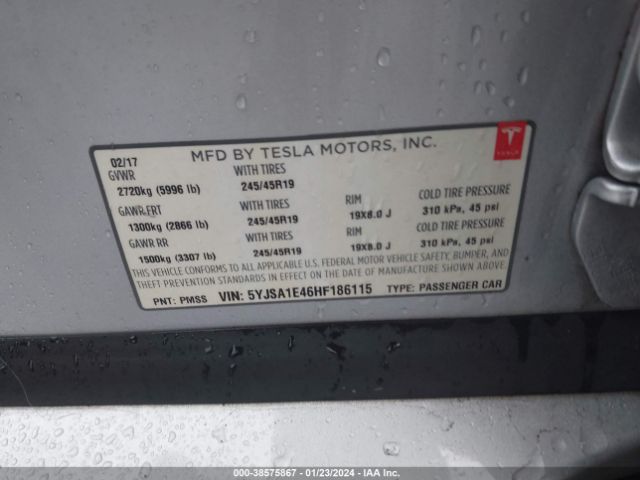 02/17 MFD BY TESLA MOTORS, INC. TESLA
GVWR WITH TIRES
2720kg (5996 lb) 245/45R19 RIM COLD TIRE PRESSURE
GAWR FRT WITH TIRES 19X8.0 J 310 kPa, 45 psi
1300kg (2866 lb) 245/45R19 RIM COLD TIRE PRESSURE
GAWR RR WITH TIRES 19X8.0 J 310 kPa, 45 psi
1500kg (3307 lb) 245/45R19
THIS VEHICLE CONFORMS TO ALL APPLICABLE U.S. FEDERAL MOTOR VEHICLE SAFETY, BUMPER, AND
THEFT PREVENTION STANDARDS IN EFFECT ON THE DATE OF MANUFACTURE SHOWN ABOVE.
PNT: PMSS VIN: 5YJSA1E46HF186115 TYPE: PASSENGER CAR
000-38575867 - 01/23/2024 - IAA Inc.